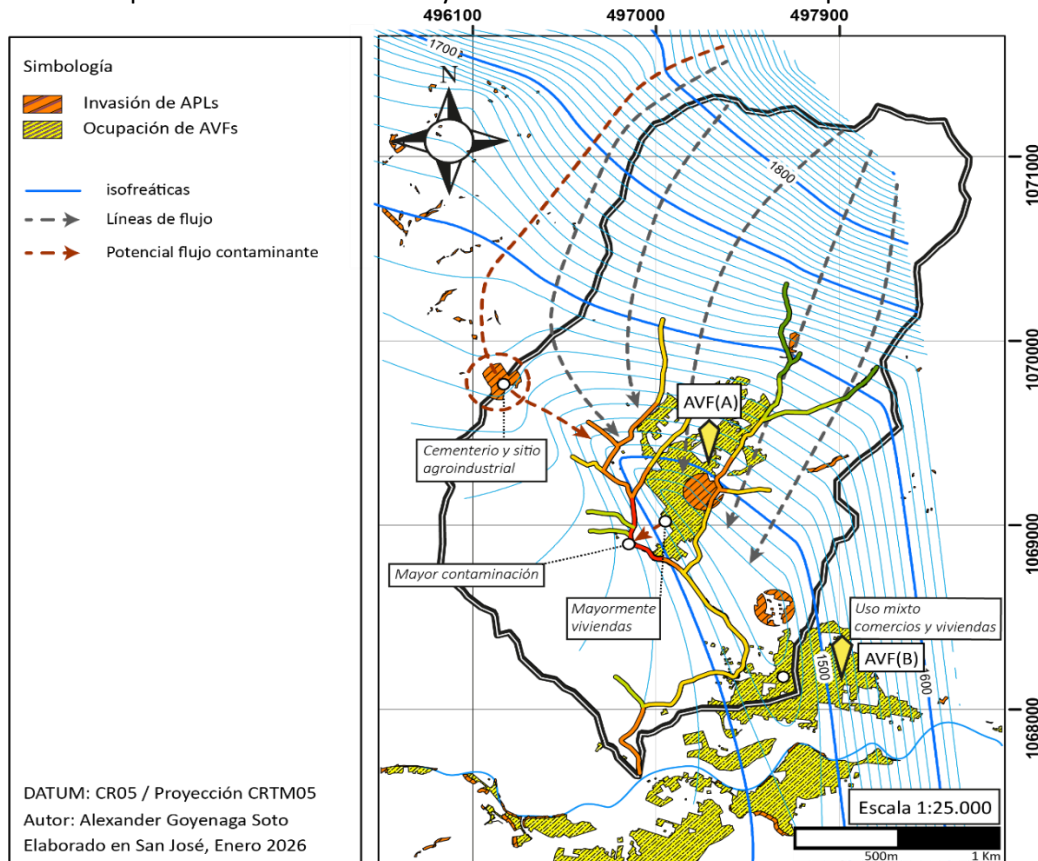 496100 497000 497900
Simbología
Invasión de APLs
Ocupación de AVFs
isofreáticas
Líneas de flujo
Potencial flujo contaminante
N
1700
1800
1071000
1070000
1069000
1068000
AVF(A)
Cementerio y sitio
agroindustrial
Mayor contaminación
Mayormente
viviendas
Uso mixto
comercios y viviendas
AVF(B)
1500
1600
DATUM: CR05 / Proyección CRTM05
Autor: Alexander Goyenaga Soto
Elaborado en San José, Enero 2026
Escala 1:25.000
500m 1 Km